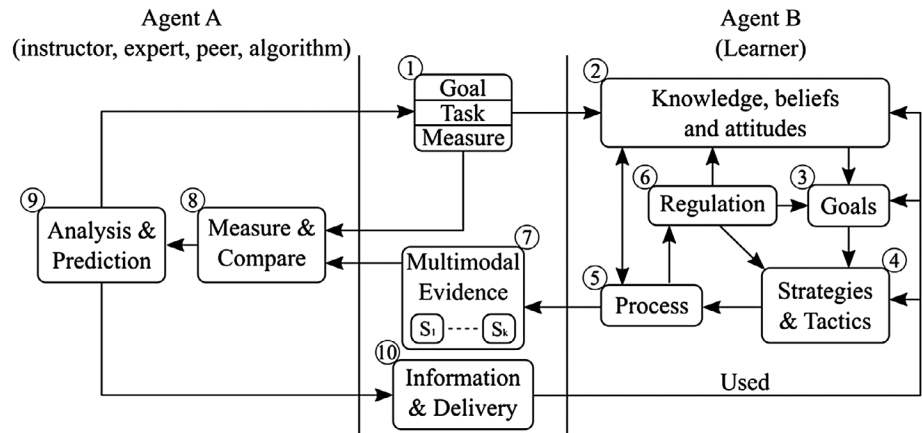 Agent A
(instructor, expert, peer, algorithm)
Agent B
(Learner)
1
Goal
Task
Measure
2
Knowledge, beliefs
and attitudes
3
Goals
6
Regulation
4
Strategies
& Tactics
5
Process
7
Multimodal
Evidence
S₁ ---- Sₖ
8
Measure &
Compare
9
Analysis &
Prediction
10
Information
& Delivery
Used